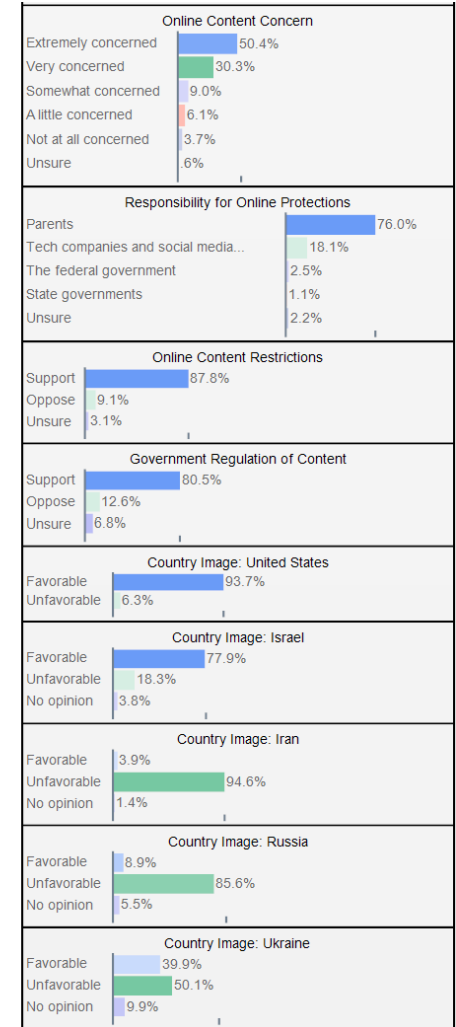 Online Content Concern
Extremely concerned 50.4%
Very concerned 30.3%
Somewhat concerned 9.0%
A little concerned 6.1%
Not at all concerned 3.7%
Unsure .6%
Responsibility for Online Protections
Parents 76.0%
Tech companies and social media... 18.1%
The federal government 2.5%
State governments 1.1%
Unsure 2.2%
Online Content Restrictions
Support 87.8%
Oppose 9.1%
Unsure 3.1%
Government Regulation of Content
Support 80.5%
Oppose 12.6%
Unsure 6.8%
Country Image: United States
Favorable 93.7%
Unfavorable 6.3%
Country Image: Israel
Favorable 77.9%
Unfavorable 18.3%
No opinion 3.8%
Country Image: Iran
Favorable 3.9%
Unfavorable 94.6%
No opinion 1.4%
Country Image: Russia
Favorable 8.9%
Unfavorable 85.6%
No opinion 5.5%
Country Image: Ukraine
Favorable 39.9%
Unfavorable 50.1%
No opinion 9.9%